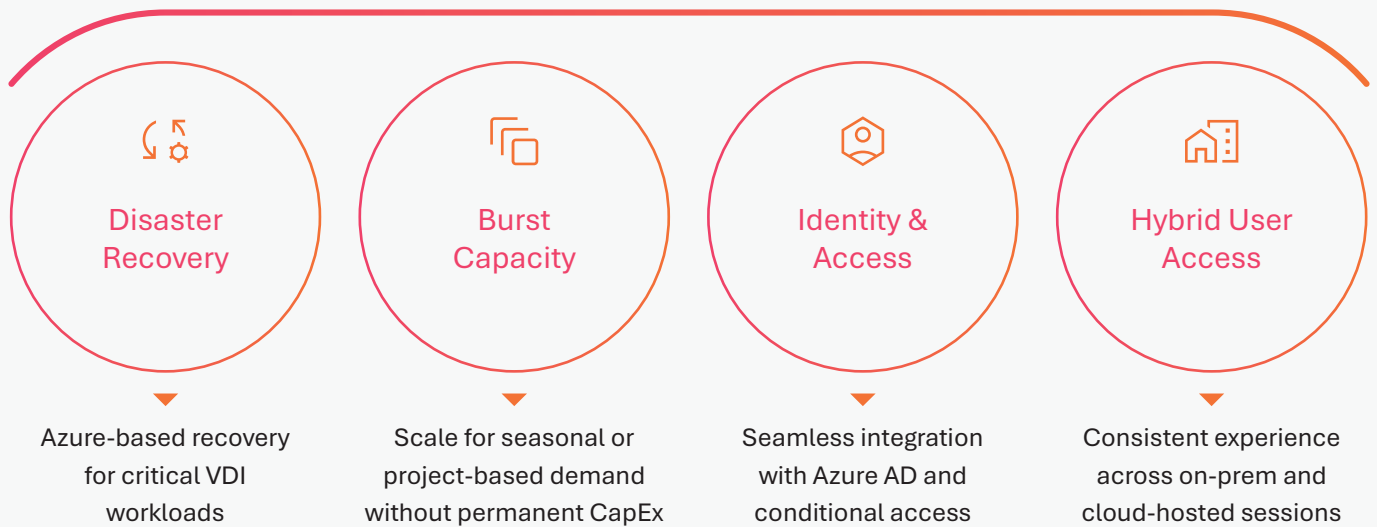 Disaster
Recovery
Azure-based recovery
for critical VDI
workloads
Burst
Capacity
Scale for seasonal or
project-based demand
without permanent CapEx
Identity &
Access
Seamless integration
with Azure AD and
conditional access
Hybrid User
Access
Consistent experience
across on-prem and
cloud-hosted sessions